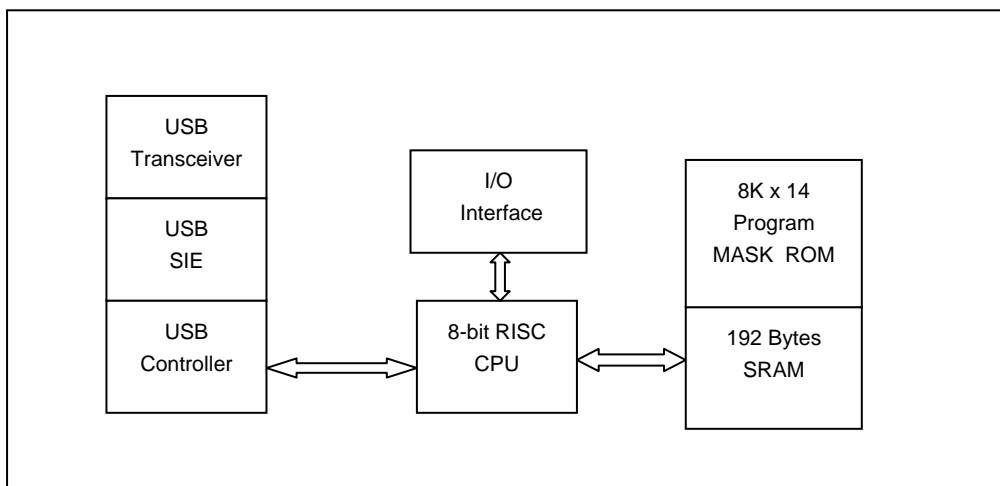 USB
Transceiver
USB
SIE
USB
Controller
I/O
Interface
8-bit RISC
CPU
8K x 14
Program
MASK ROM
192 Bytes
SRAM